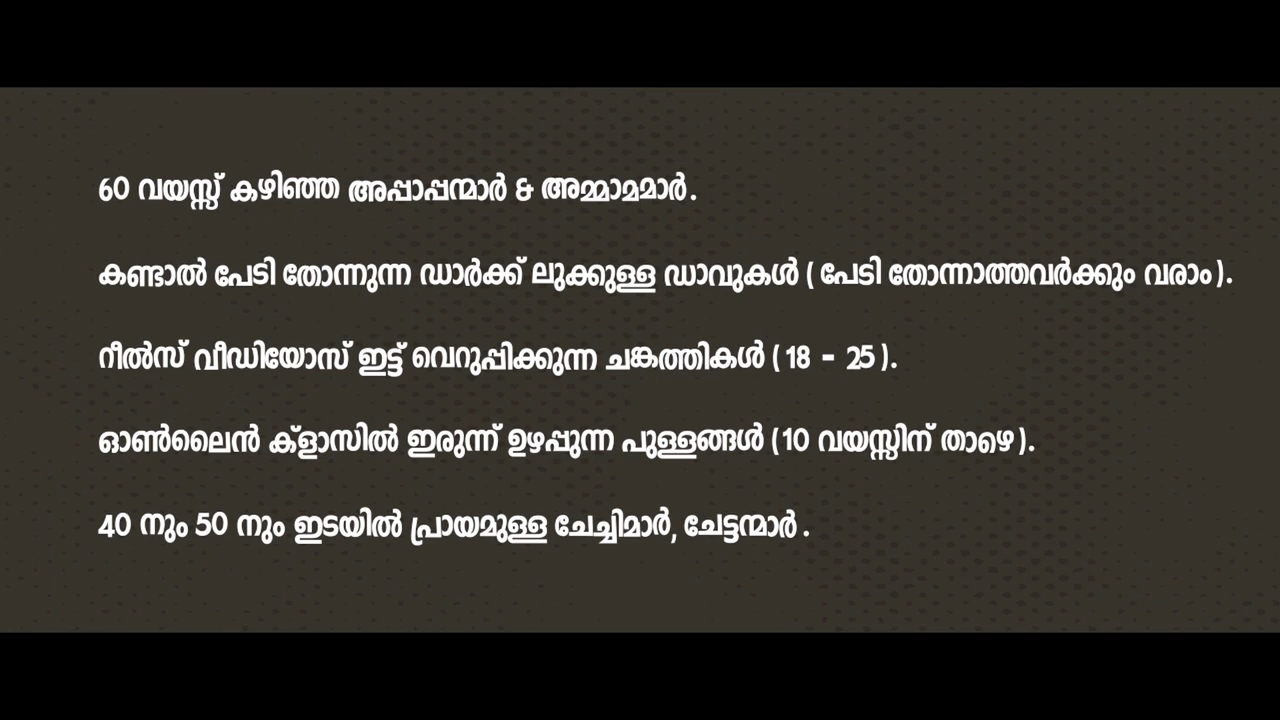 60 വയസ്സ് കഴിഞ്ഞ അപ്പാപ്പന്മാർ & അമ്മാമമാർ.
കണ്ടാൽ പേടി തോന്നുന്ന ഡാർക്ക് ലുക്കുള്ള ഡാവുകൾ ( പേടി തോന്നാത്തവർക്കും വരാം ).
റീൽസ് വീഡിയോസ് ഇട്ട് വെറുപ്പിക്കുന്ന ചങ്കത്തികൾ ( 18 - 25 ).
ഓൺലൈൻ ക്ളാസിൽ ഇരുന്ന് ഉഴപ്പുന്ന പുള്ളങ്ങൾ ( 10 വയസ്സിന് താഴെ ).
40 നും 50 നും ഇടയിൽ പ്രായമുള്ള ചേച്ചിമാർ, ചേട്ടന്മാർ .